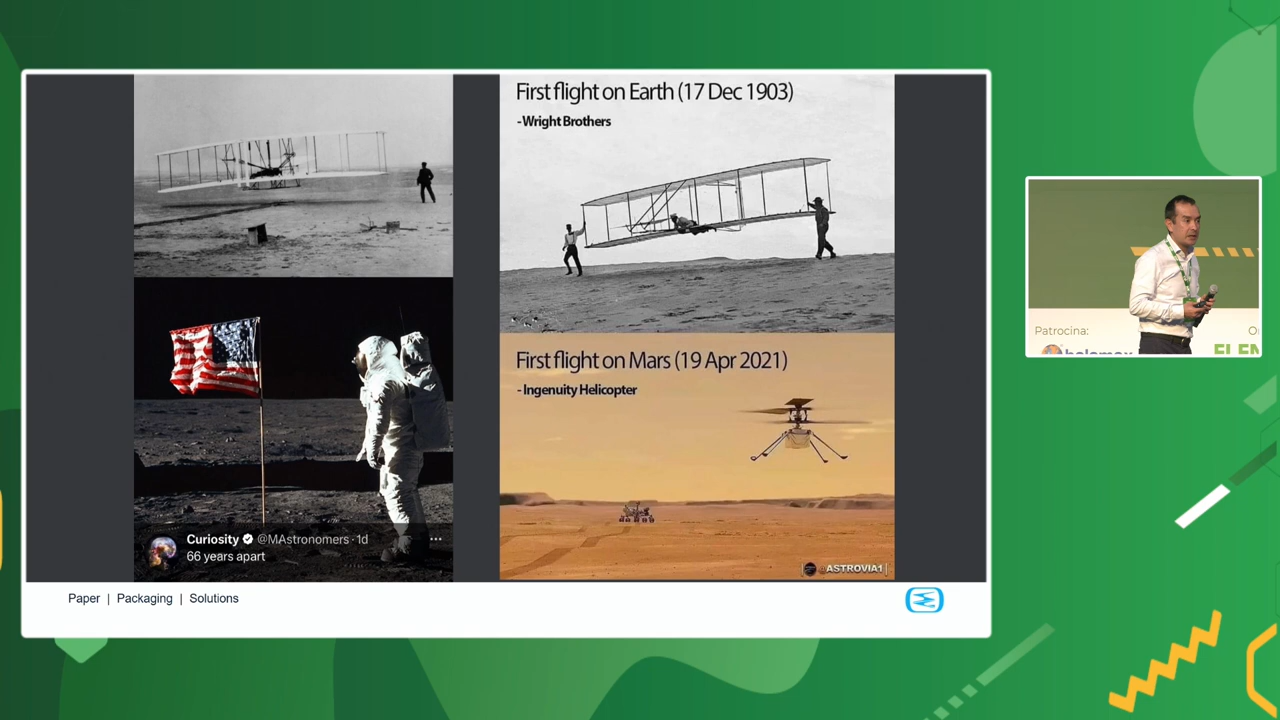 First flight on Earth (17 Dec 1903)
- Wright Brothers
First flight on Mars (19 Apr 2021)
- Ingenuity Helicopter
Curiosity @MAstronomers · 1d
66 years apart
ASTROVIA1
Paper | Packaging | Solutions
Patrocina: